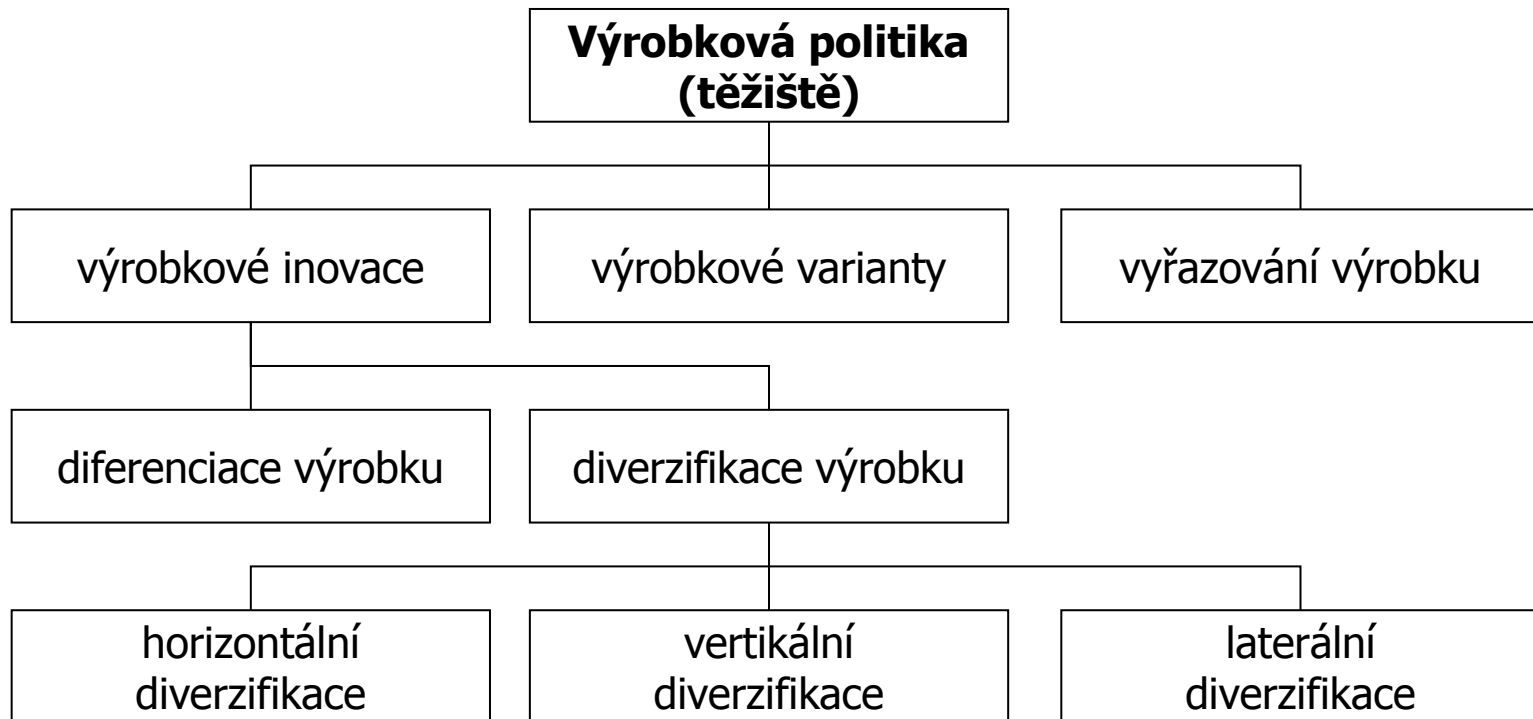 Výrobková politika
(těžiště)
výrobkové inovace
výrobkové varianty
vyřazování výrobku
diferenciace výrobku
diverzifikace výrobku
horizontální
diverzifikace
vertikální
diverzifikace
laterální
diverzifikace